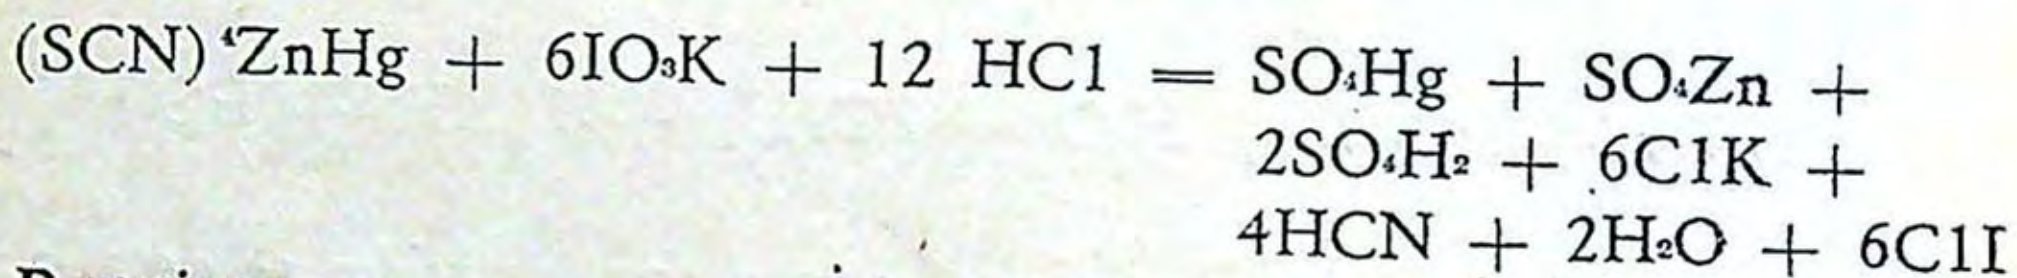 (SCN)⁴ZnHg + 6IO₃K + 12 HCl = SO₄Hg + SO₄Zn +
2SO₄H₂ + 6ClK +
4HCN + 2H₂O + 6ClI